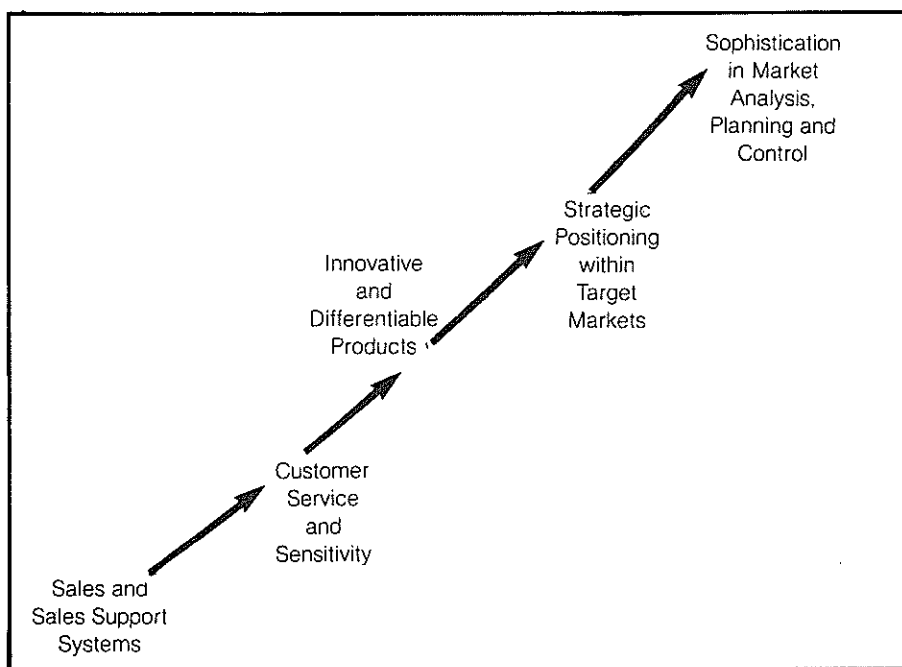 Sophistication
in Market
Analysis,
Planning and
Control
Strategic
Positioning
within
Target
Markets
Innovative
and
Differentiable
Products
Customer
Service
and
Sensitivity
Sales and
Sales Support
Systems